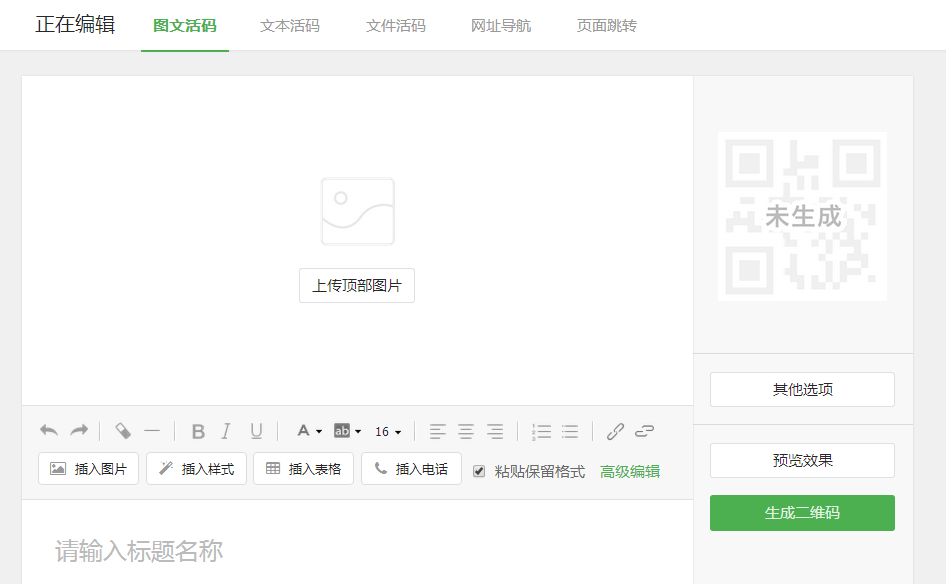 正在编辑 图文活码 文本活码 文件活码 网址导航 页面跳转
未生成
上传顶部图片
其他选项
B I U A ab 16
预览效果
插入图片 插入样式 插入表格 插入电话 粘贴保留格式 高级编辑
生成二维码
请输入标题名称